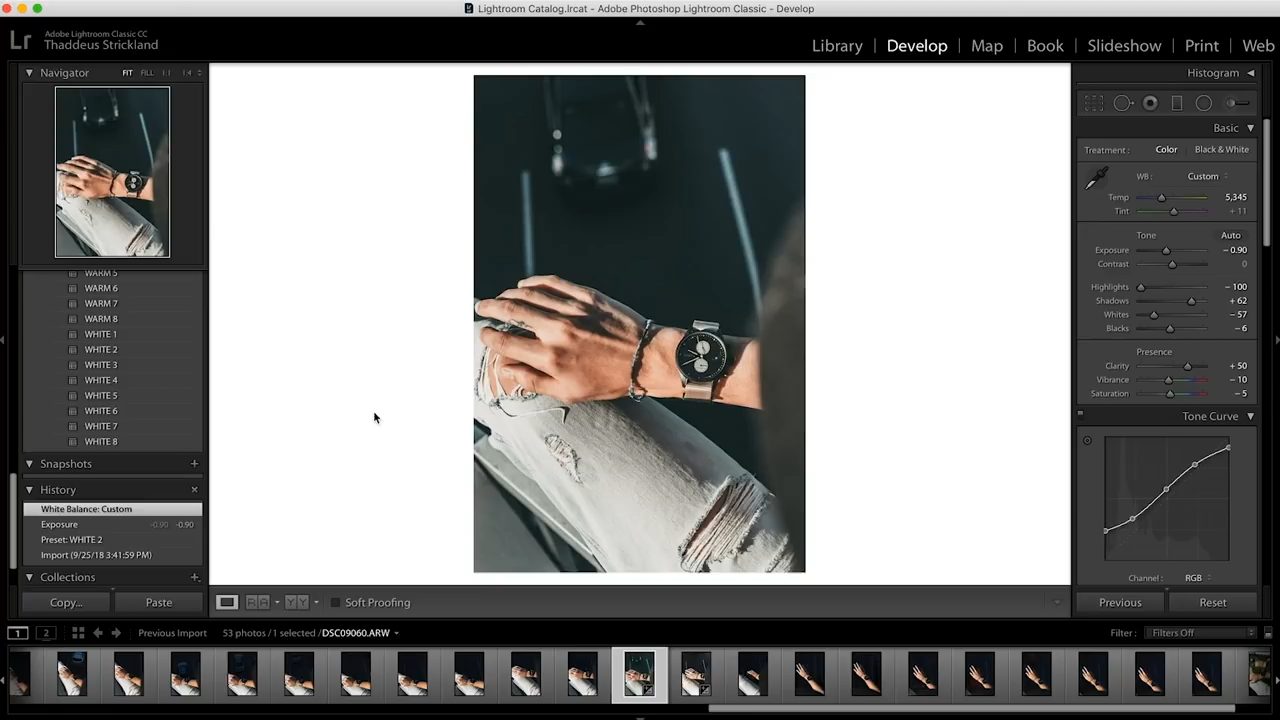 Lightroom Catalog.lrcat - Adobe Photoshop Lightroom Classic - Develop
Lr
Adobe Lightroom Classic CC
Thaddeus Strickland
Library | Develop | Map | Book | Slideshow | Print | Web
Navigator FIT FILL 1:1
WARM 5
WARM 6
WARM 7
WARM 8
WHITE 1
WHITE 2
WHITE 3
WHITE 4
WHITE 5
WHITE 6
WHITE 7
WHITE 8
Snapshots +
History ×
White Balance: Custom
Exposure -0.90 -0.90
Preset: WHITE 2
Import (9/25/18 3:41:59 PM)
Collections +
Copy... Paste
Soft Proofing
Histogram
Basic
Treatment : Color Black & White
WB : Custom
Temp 5,345
Tint + 11
Tone Auto
Exposure - 0.90
Contrast 0
Highlights - 100
Shadows + 62
Whites - 57
Blacks - 6
Presence
Clarity + 50
Vibrance - 10
Saturation - 5
Tone Curve
Channel : RGB
Previous Reset
1 2 Previous Import 53 photos / 1 selected / DSC09060.ARW Filter : Filters Off